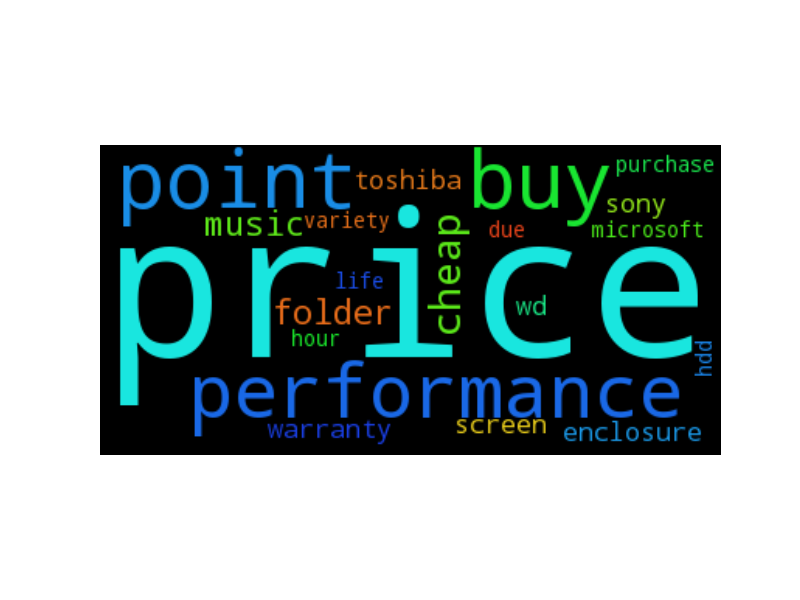 point
buy
purchase
toshiba
sony
music
variety
cheap
due
microsoft
price
life
folder
wd
hour
hdd
performance
warranty
screen
enclosure